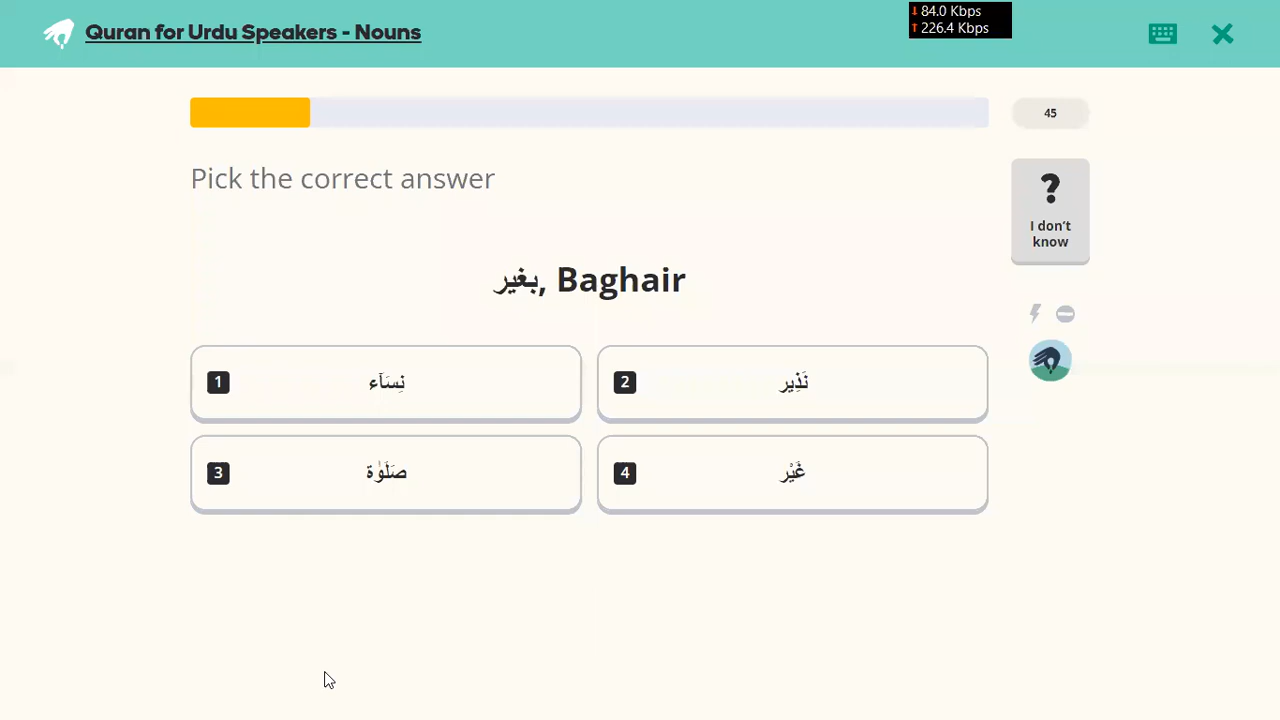 Quran for Urdu Speakers - Nouns
↓ 84.0 Kbps
↑ 226.4 Kbps
45
Pick the correct answer
?
I don't
know
بغیر, Baghair
1 نِسَآء
2 نَذِير
3 صَلَوٰة
4 غَيْر